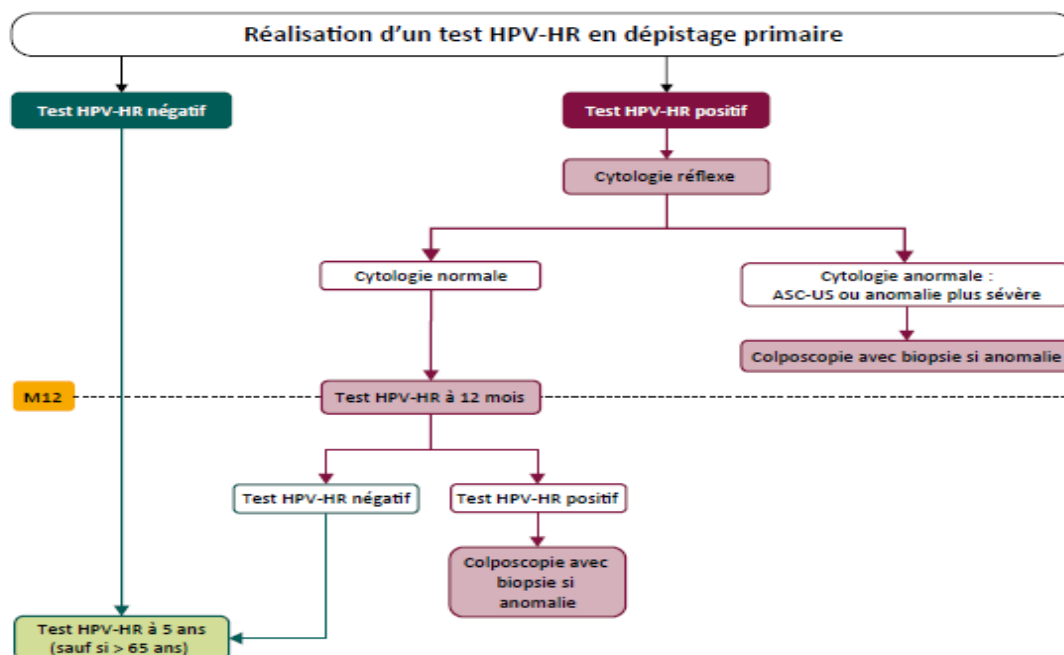 Réalisation d'un test HPV-HR en dépistage primaire
Test HPV-HR négatif
Test HPV-HR positif
Cytologie réflexe
Cytologie normale
Cytologie anormale :
ASC-US ou anomalie plus sévère
Colposcopie avec biopsie si anomalie
M12
Test HPV-HR à 12 mois
Test HPV-HR négatif
Test HPV-HR positif
Colposcopie avec
biopsie si
anomalie
Test HPV-HR à 5 ans
(sauf si > 65 ans)